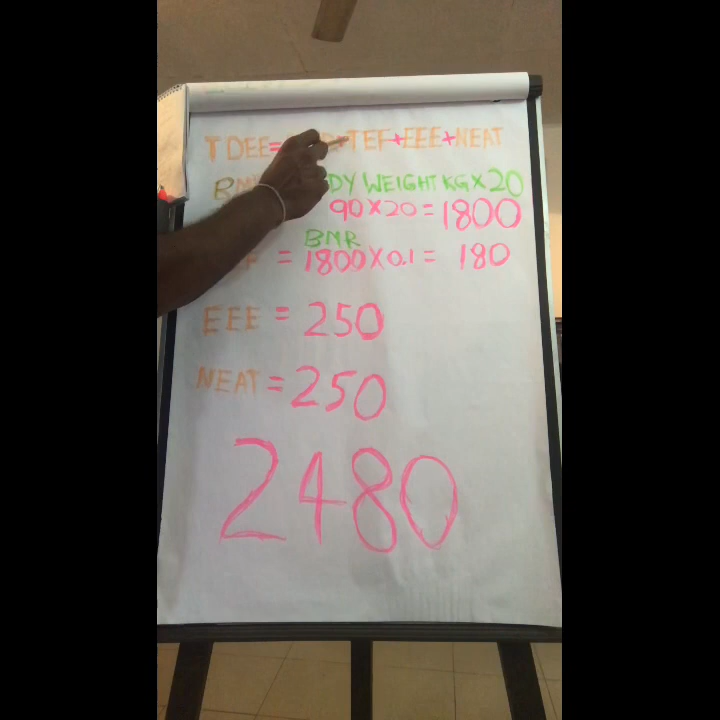 TDEE= +TEF+EEE+NEAT
WEIGHT KG X 20
90 X 20 = 1800
BMR
= 1800 X 0.1 = 180
EEE = 250
NEAT = 250
2480